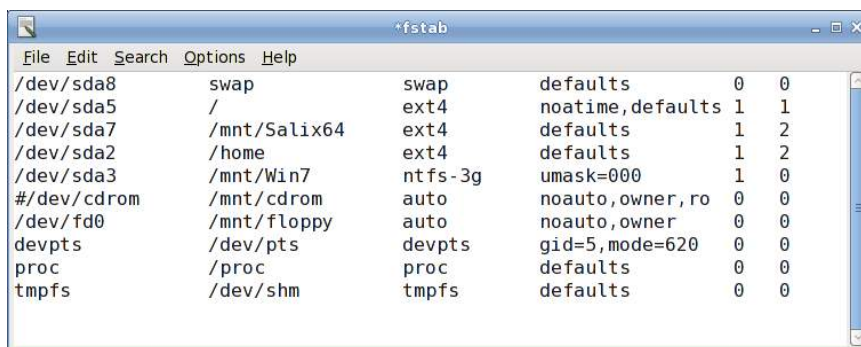 *fstab
File Edit Search Options Help
/dev/sda8 swap swap defaults 0 0
/dev/sda5 / ext4 noatime,defaults 1 1
/dev/sda7 /mnt/Salix64 ext4 defaults 1 2
/dev/sda2 /home ext4 defaults 1 2
/dev/sda3 /mnt/Win7 ntfs-3g umask=000 1 0
#/dev/cdrom /mnt/cdrom auto noauto,owner,ro 0 0
/dev/fd0 /mnt/floppy auto noauto,owner 0 0
devpts /dev/pts devpts gid=5,mode=620 0 0
proc /proc proc defaults 0 0
tmpfs /dev/shm tmpfs defaults 0 0